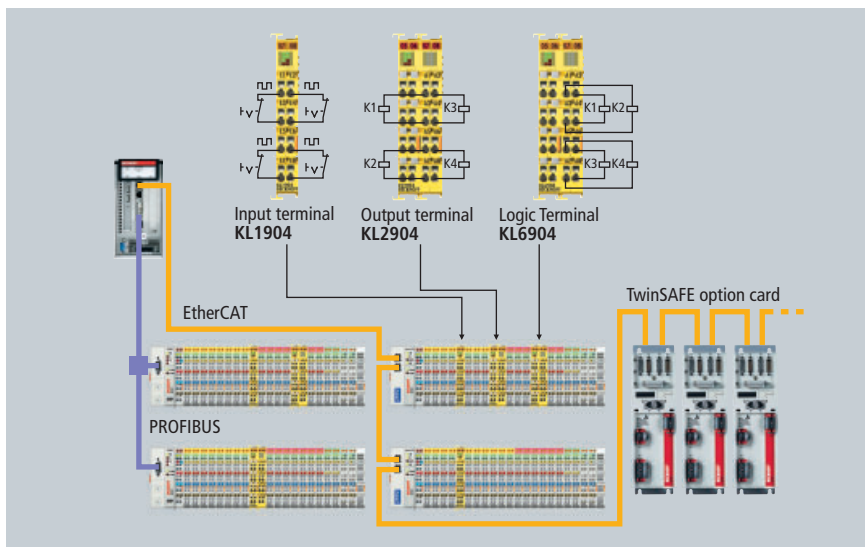 K1
K3
K2
K4
K1
K2
K3
K4
Input terminal
KL1904
Output terminal
KL2904
Logic Terminal
KL6904
EtherCAT
TwinSAFE option card
PROFIBUS